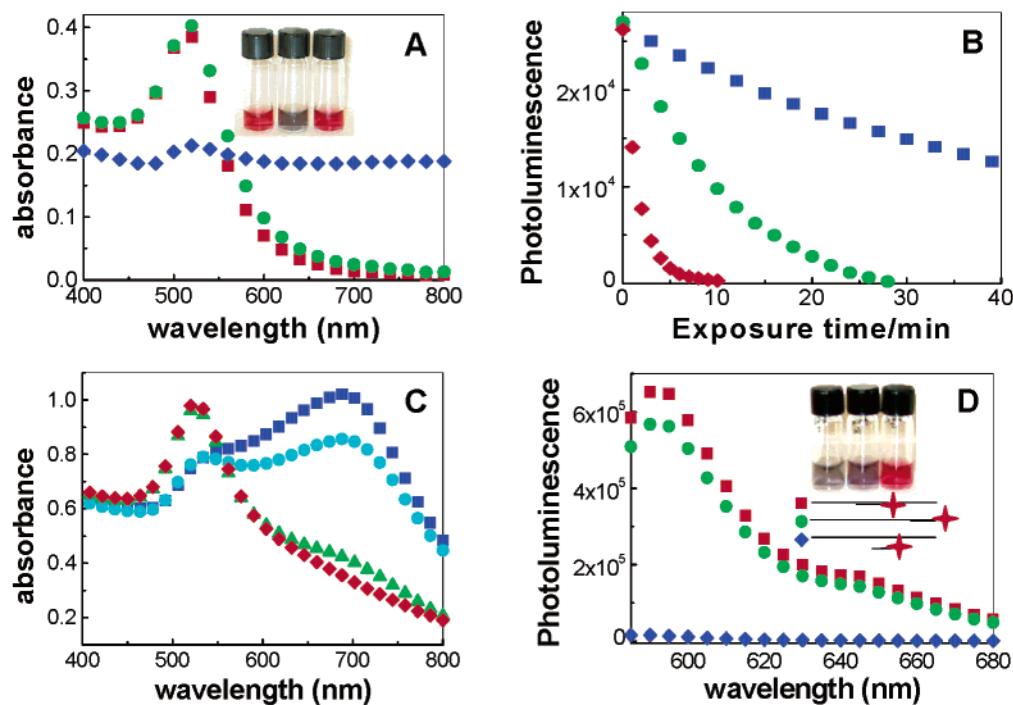 A
absorbance
0.4
0.3
0.2
0.1
0.0
400 500 600 700 800
wavelength (nm)
B
Photoluminescence
2x10⁴
1x10⁴
0
0 10 20 30 40
Exposure time/min
C
absorbance
1.0
0.8
0.6
0.4
0.2
400 500 600 700 800
wavelength (nm)
D
Photoluminescence
6x10⁵
4x10⁵
2x10⁵
0
600 620 640 660 680
wavelength (nm)